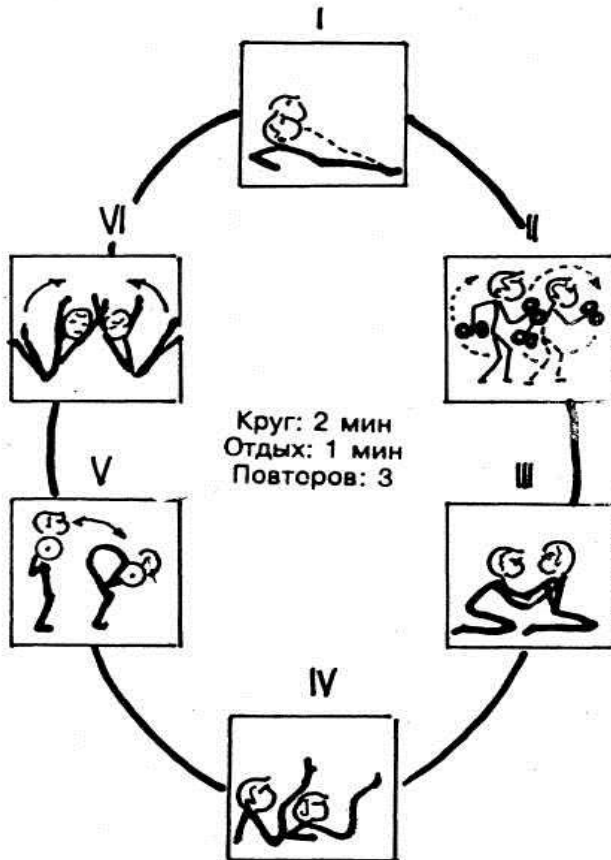 I
VI
II
Круг: 2 мин
Отдых: 1 мин
Повторов: 3
V
III
IV